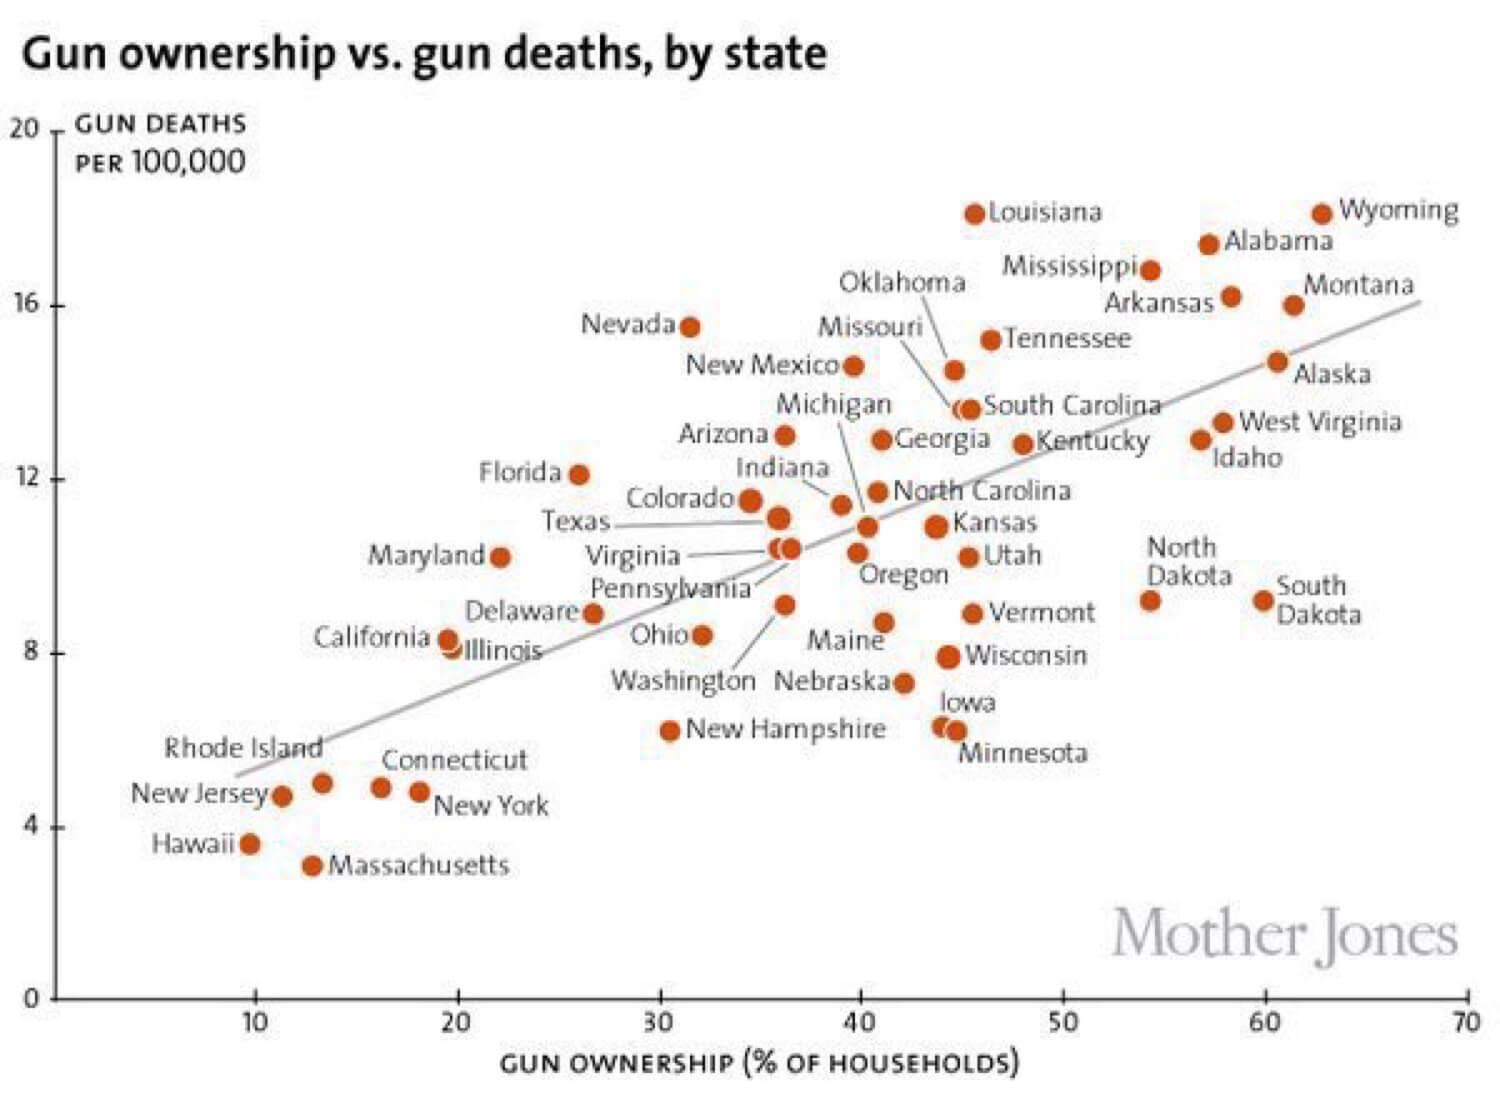 Gun ownership vs. gun deaths, by state
20
GUN DEATHS
PER 100,000
Louisiana
Wyoming
Alabama
Mississippi
Oklahoma
Montana
16
Arkansas
Nevada
Missouri
Tennessee
New Mexico
Alaska
Michigan
South Carolina
West Virginia
Arizona
Georgia
Kentucky
Idaho
12
Florida
Indiana
Colorado
North Carolina
Texas
Kansas
Maryland
Virginia
Utah
North
Dakota
Oregon
Pennsylvania
South
Dakota
Delaware
Vermont
California
Ohio
Maine
8
Illinois
Wisconsin
Washington
Nebraska
Iowa
New Hampshire
Rhode Island
Connecticut
Minnesota
New Jersey
New York
4
Hawaii
Massachusetts
Mother Jones
0
10 20 30 40 50 60 70
GUN OWNERSHIP (% OF HOUSEHOLDS)